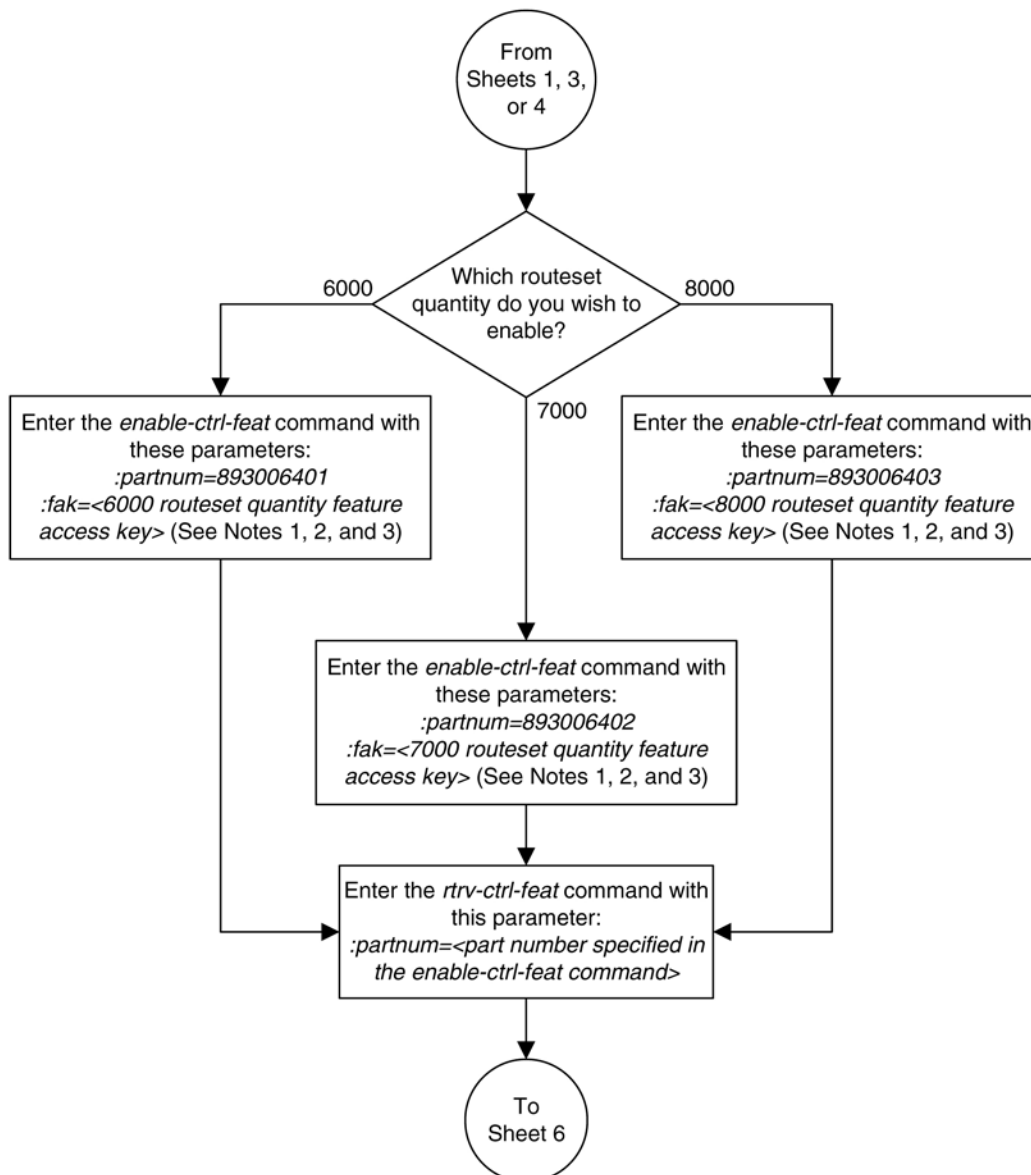 From
Sheets 1, 3,
or 4
Which routeset
quantity do you wish to
enable?
6000
8000
7000
Enter the enable-ctrl-feat command with
these parameters:
:partnum=893006401
:fak=<6000 routeset quantity feature
access key> (See Notes 1, 2, and 3)
Enter the enable-ctrl-feat command with
these parameters:
:partnum=893006403
:fak=<8000 routeset quantity feature
access key> (See Notes 1, 2, and 3)
Enter the enable-ctrl-feat command with
these parameters:
:partnum=893006402
:fak=<7000 routeset quantity feature
access key> (See Notes 1, 2, and 3)
Enter the rtrv-ctrl-feat command with
this parameter:
:partnum=<part number specified in
the enable-ctrl-feat command>
To
Sheet 6